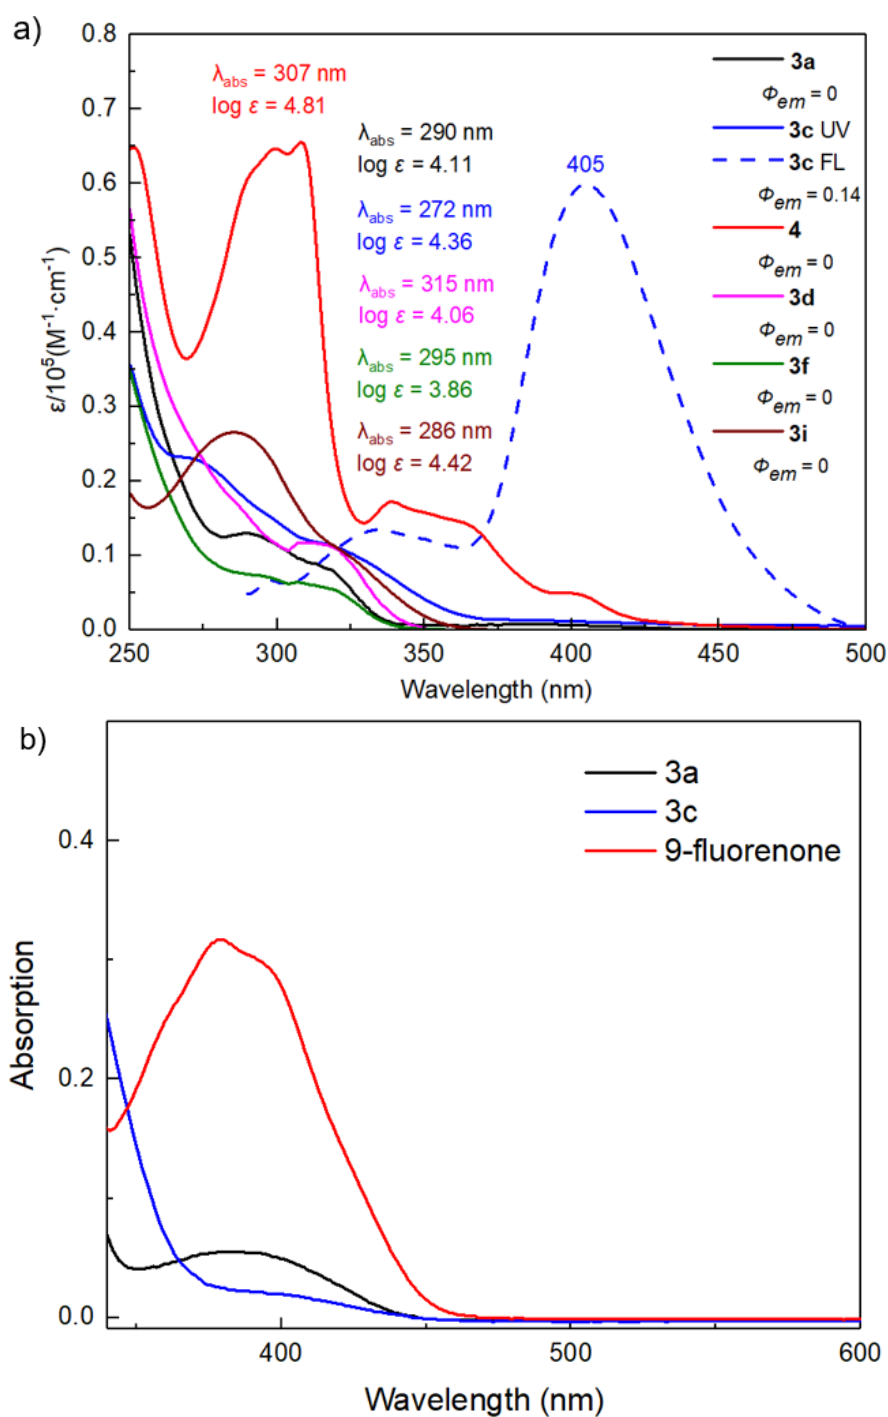 a)
0.8
0.7
0.6
0.5
0.4
0.3
0.2
0.1
0.0
ε/10⁵(M⁻¹·cm⁻¹)
λabs = 307 nm
log ε = 4.81
λabs = 290 nm
log ε = 4.11
λabs = 272 nm
log ε = 4.36
λabs = 315 nm
log ε = 4.06
λabs = 295 nm
log ε = 3.86
λabs = 286 nm
log ε = 4.42
405
3a
Φem = 0
3c UV
3c FL
Φem = 0.14
4
Φem = 0
3d
Φem = 0
3f
Φem = 0
3i
Φem = 0
250 300 350 400 450 500
Wavelength (nm)
b)
3a
3c
9-fluorenone
0.4
0.2
0.0
Absorption
400 500 600
Wavelength (nm)